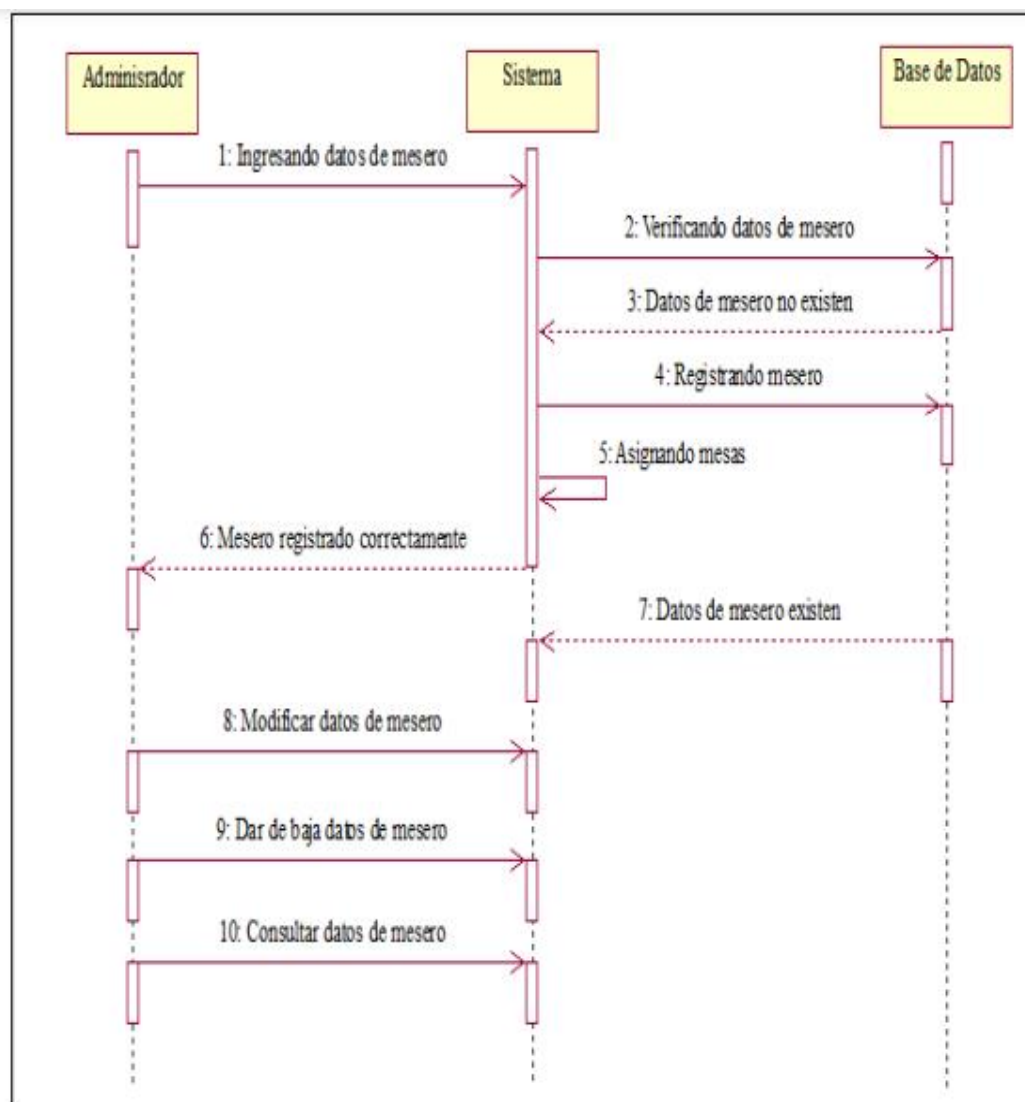 Adminisrador
Sistema
Base de Datos
1: Ingresando datos de mesero
2: Verificando datos de mesero
3: Datos de mesero no existen
4: Registrando mesero
5: Asignando mesas
6: Mesero registrado correctamente
7: Datos de mesero existen
8: Modificar datos de mesero
9: Dar de baja datos de mesero
10: Consultar datos de mesero